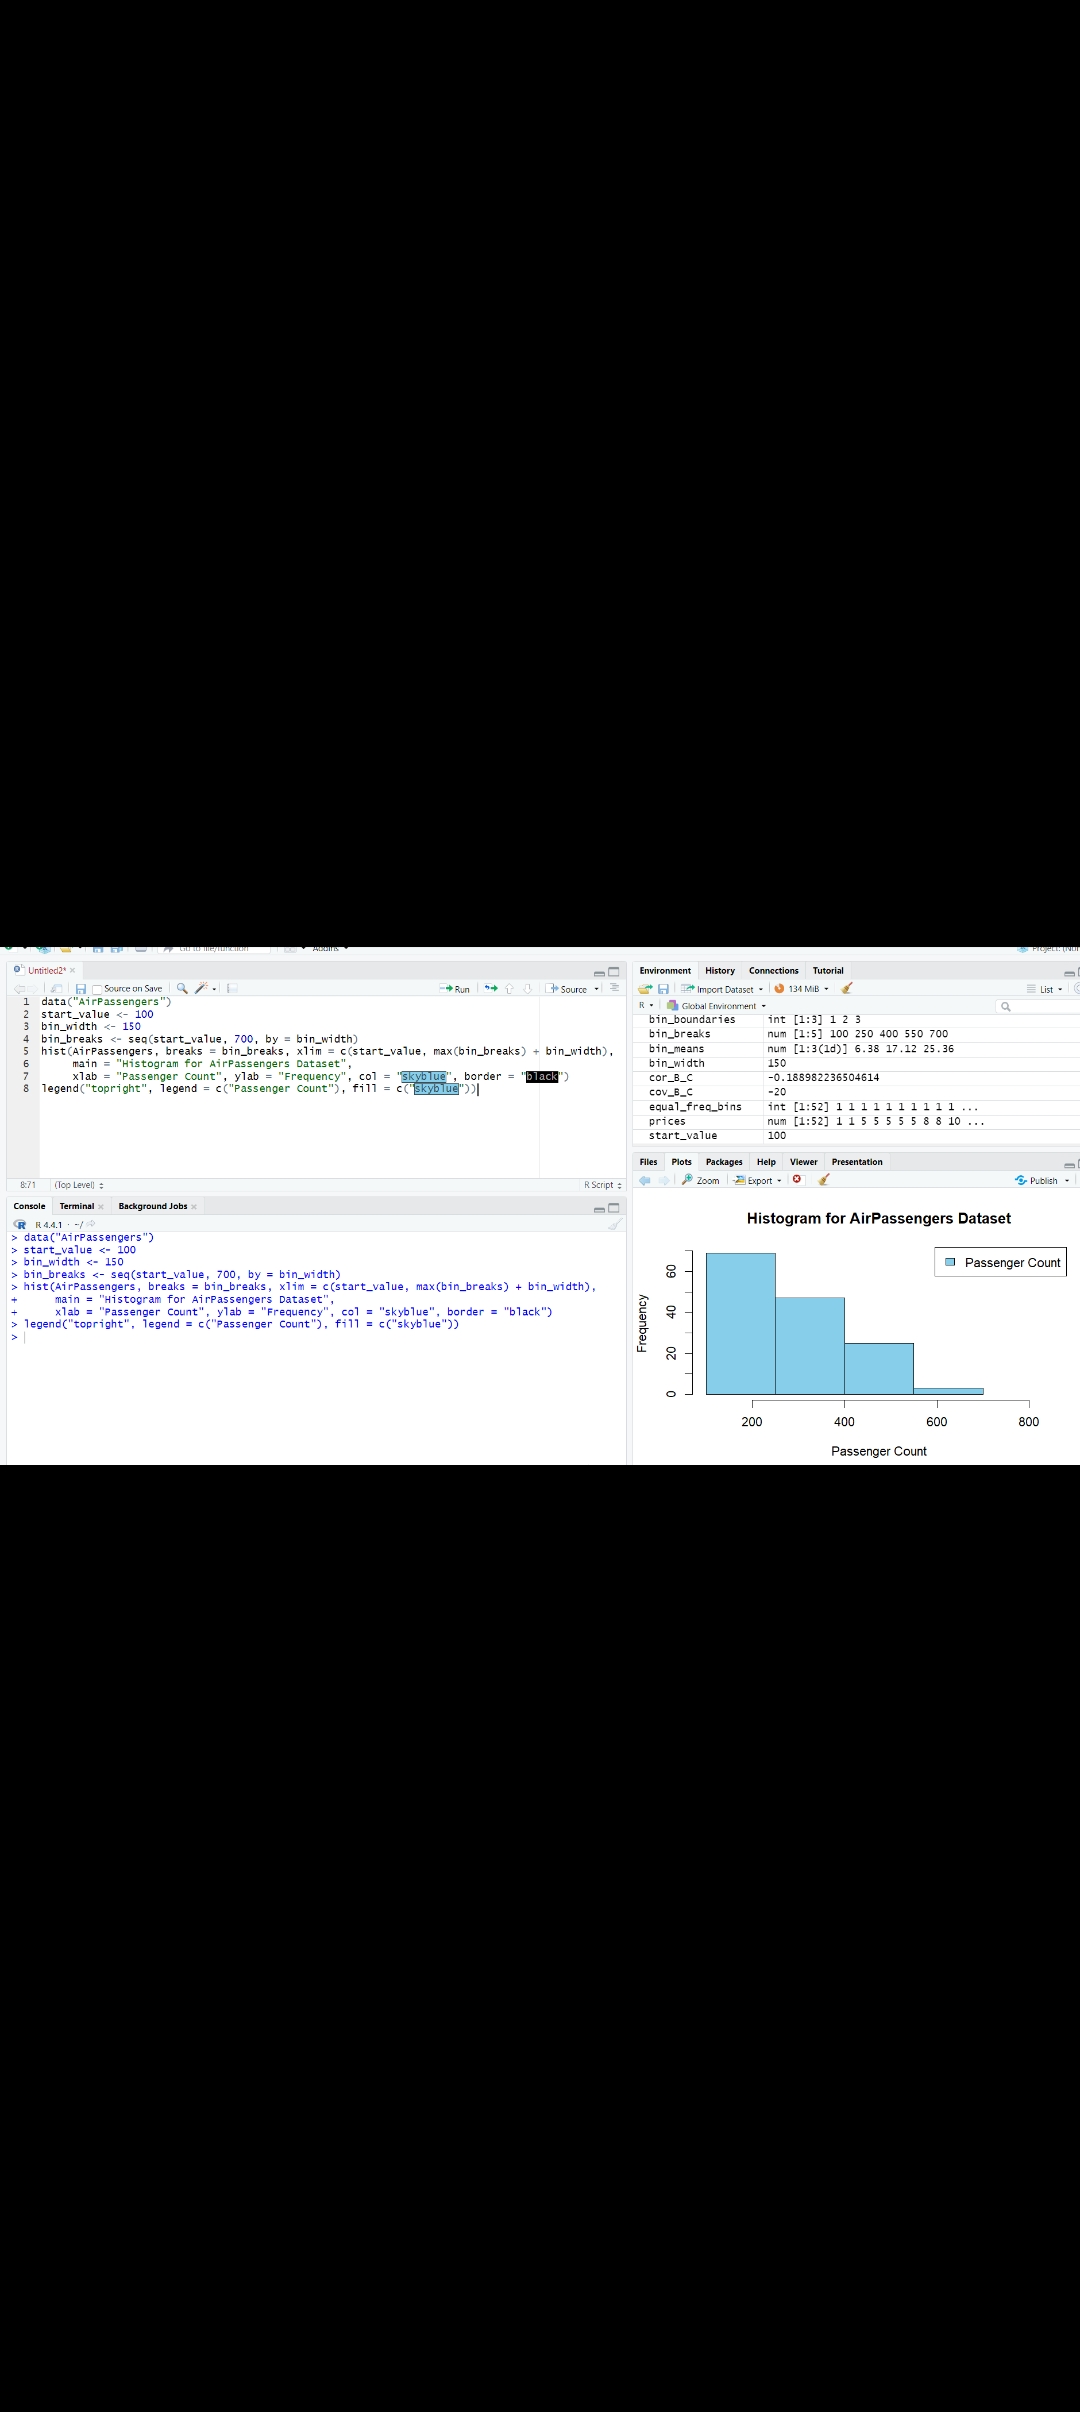 Go to file/function Addins Project: (Non
Untitled2*
Source on Save Run Source
1 data("AirPassengers")
2 start_value <- 100
3 bin_width <- 150
4 bin_breaks <- seq(start_value, 700, by = bin_width)
5 hist(AirPassengers, breaks = bin_breaks, xlim = c(start_value, max(bin_breaks) + bin_width),
6 main = "Histogram for AirPassengers Dataset",
7 xlab = "Passenger Count", ylab = "Frequency", col = "skyblue", border = "black")
8 legend("topright", legend = c("Passenger Count"), fill = c("skyblue"))
8:71 (Top Level) R Script
Console Terminal Background Jobs
R 4.4.1 · ~/
> data("AirPassengers")
> start_value <- 100
> bin_width <- 150
> bin_breaks <- seq(start_value, 700, by = bin_width)
> hist(AirPassengers, breaks = bin_breaks, xlim = c(start_value, max(bin_breaks) + bin_width),
+ main = "Histogram for AirPassengers Dataset",
+ xlab = "Passenger Count", ylab = "Frequency", col = "skyblue", border = "black")
> legend("topright", legend = c("Passenger Count"), fill = c("skyblue"))
>
Environment History Connections Tutorial
Import Dataset 134 MiB List
R Global Environment
bin_boundaries int [1:3] 1 2 3
bin_breaks num [1:5] 100 250 400 550 700
bin_means num [1:3(1d)] 6.38 17.12 25.36
bin_width 150
cor_B_C -0.188982236504614
cov_B_C -20
equal_freq_bins int [1:52] 1 1 1 1 1 1 1 1 1 1 ...
prices num [1:52] 1 1 5 5 5 5 5 8 8 10 ...
start_value 100
Files Plots Packages Help Viewer Presentation
Zoom Export Publish
Histogram for AirPassengers Dataset
Passenger Count
Frequency
60
40
20
0
200 400 600 800
Passenger Count